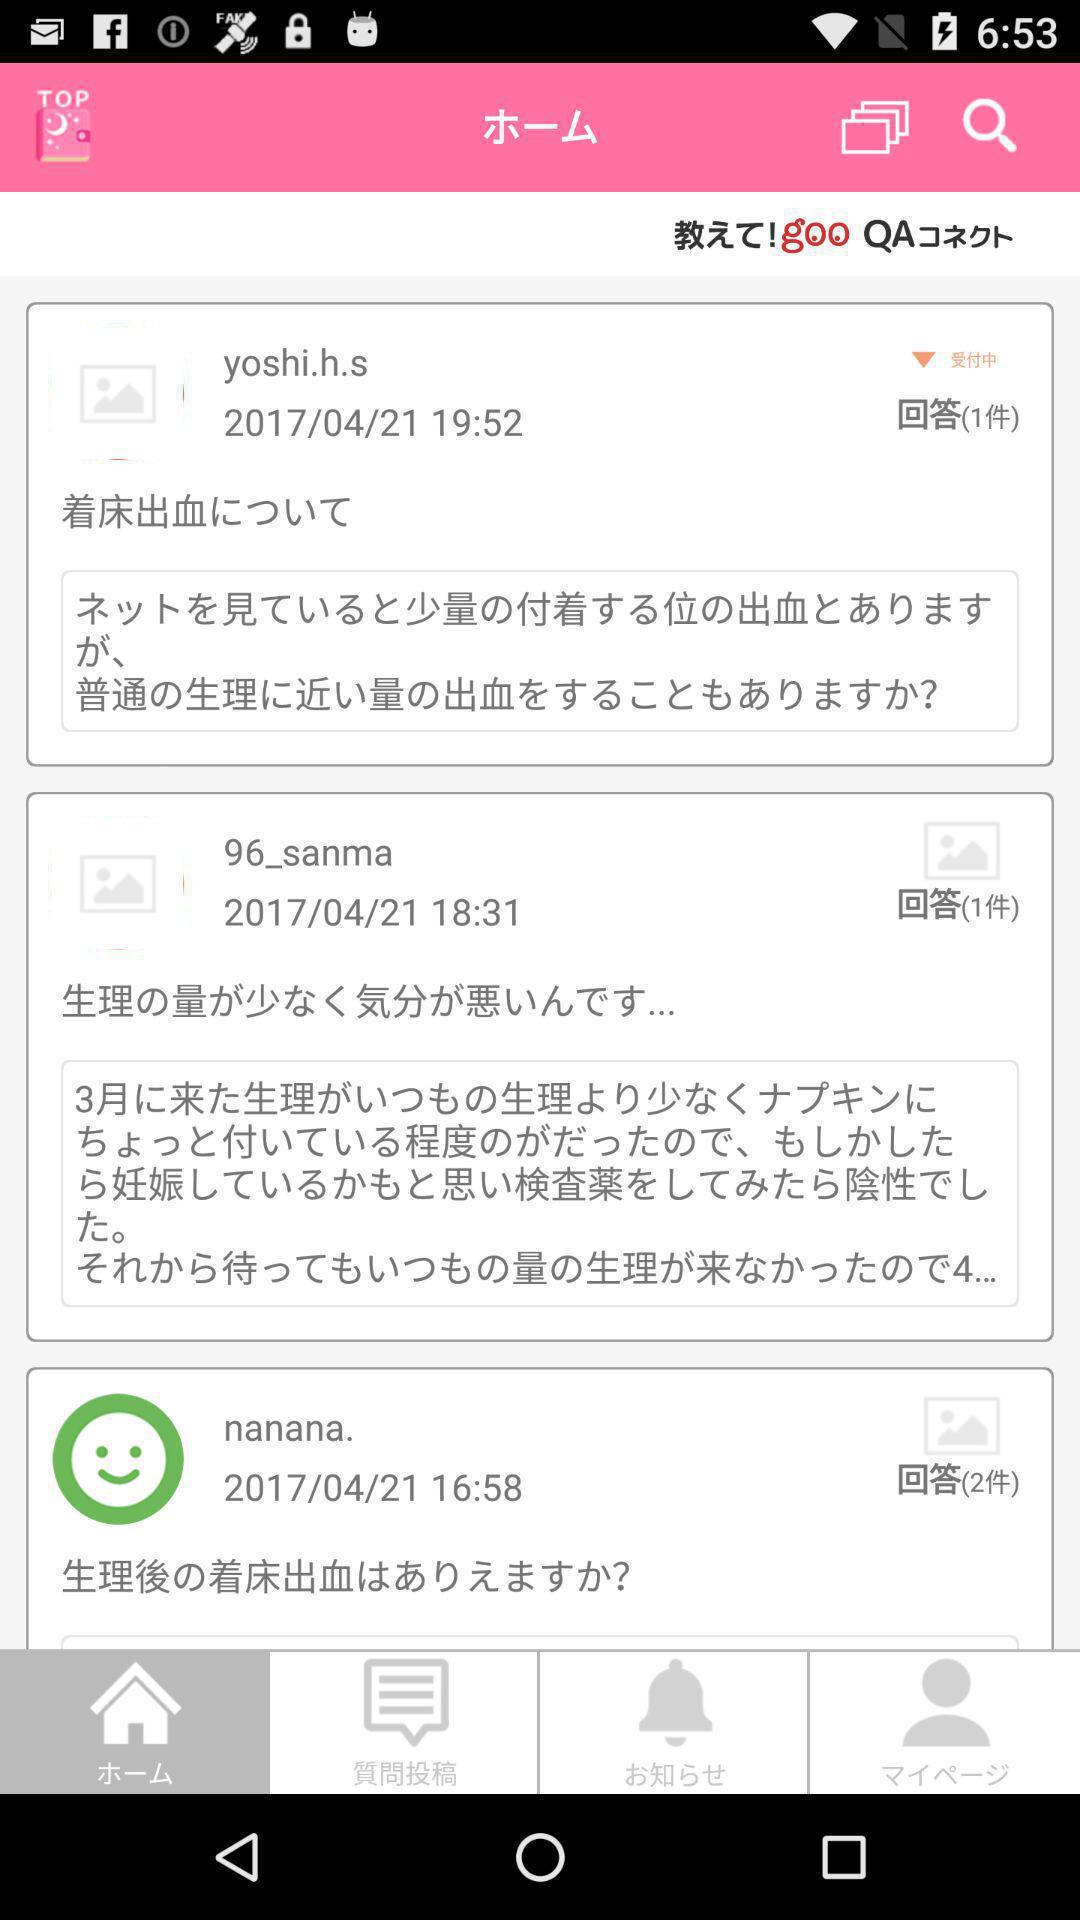 FAKE
6:53
TOP
ホーム
教えて!goo QAコネクト
yoshi.h.s
受付中
2017/04/21 19:52
回答(1件)
着床出血について
ネットを見ていると少量の付着する位の出血とあります
が、
普通の生理に近い量の出血をすることもありますか?
96_sanma
2017/04/21 18:31
回答(1件)
生理の量が少なく気分が悪いんです...
3月に来た生理がいつもの生理より少なくナプキンに
ちょっと付いている程度のがだったので、もしかした
ら妊娠しているかもと思い検査薬をしてみたら陰性でし
た。
それから待ってもいつもの量の生理が来なかったので4...
nanana.
2017/04/21 16:58
回答(2件)
生理後の着床出血はありえますか?
ホーム
質問投稿
お知らせ
マイページ